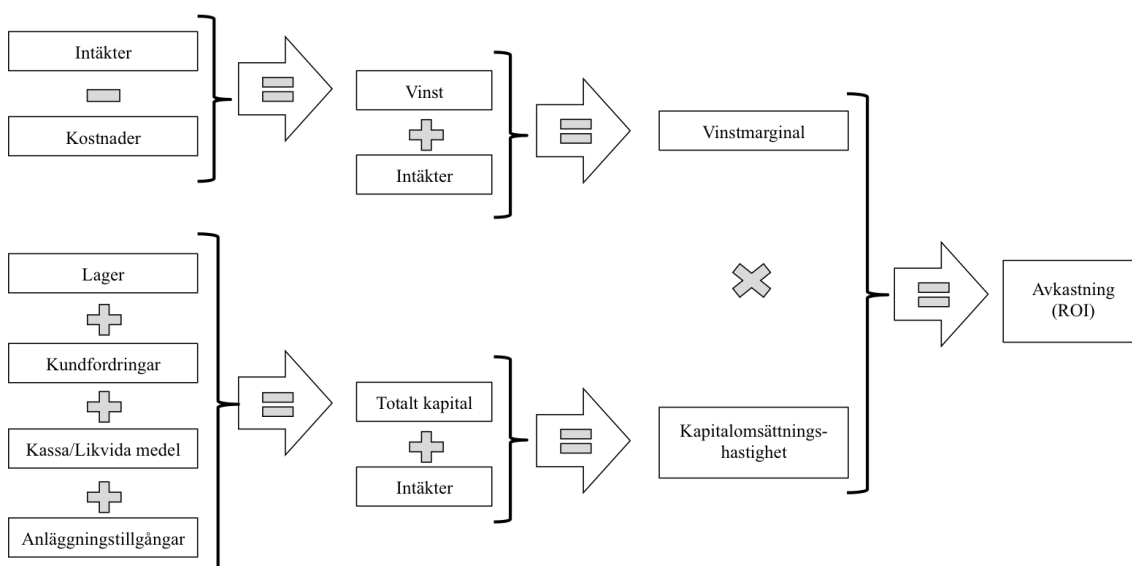 Intäkter
Kostnader
Vinst
Intäkter
Vinstmarginal
Lager
Kundfordringar
Kassa/Likvida medel
Anläggningstillgångar
Totalt kapital
Intäkter
Kapitalomsättnings-
hastighet
Avkastning
(ROI)